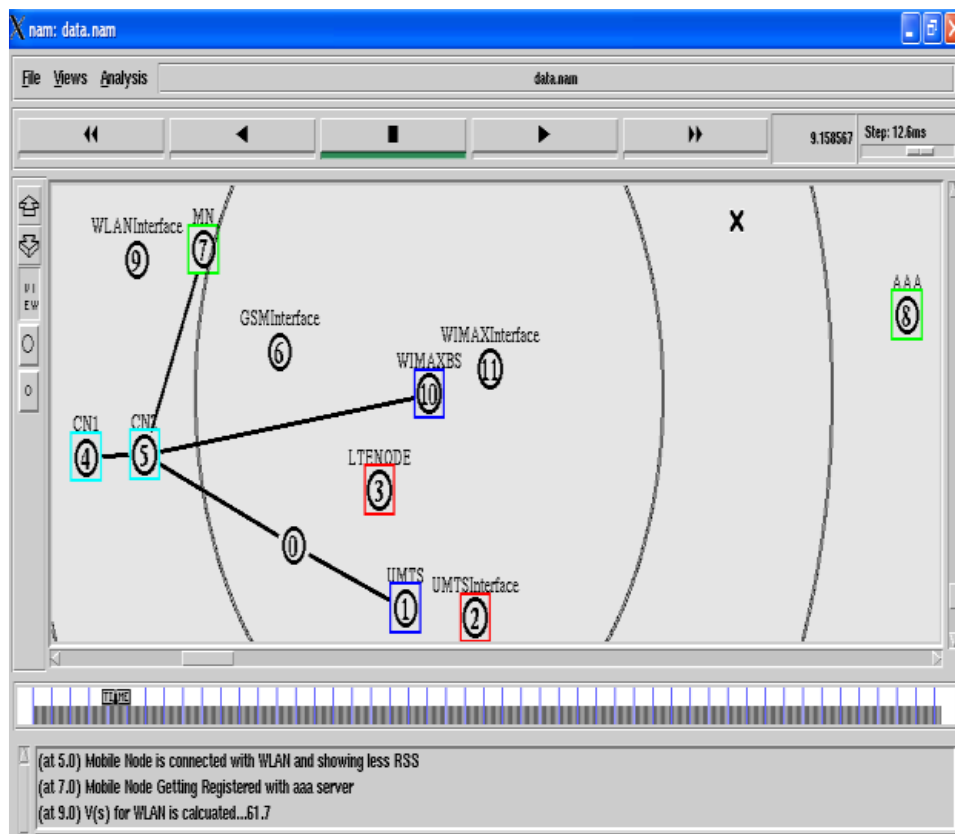 nam: data.nam
File Views Analysis data.nam
9.158567 Step: 12.6ms
VI
EW
MN
WLANInterface
7
9
AAA
8
GSMInterface
6
WIMAXInterface
WIMAXBS
11
10
CN1 CN2
4 5
LTENODE
3
0
UMTS
UMTSInterface
1
2
X
TIME
(at 5.0) Mobile Node is connected with WLAN and showing less RSS
(at 7.0) Mobile Node Getting Registered with aaa server
(at 9.0) V(s) for WLAN is calcuated...61.7